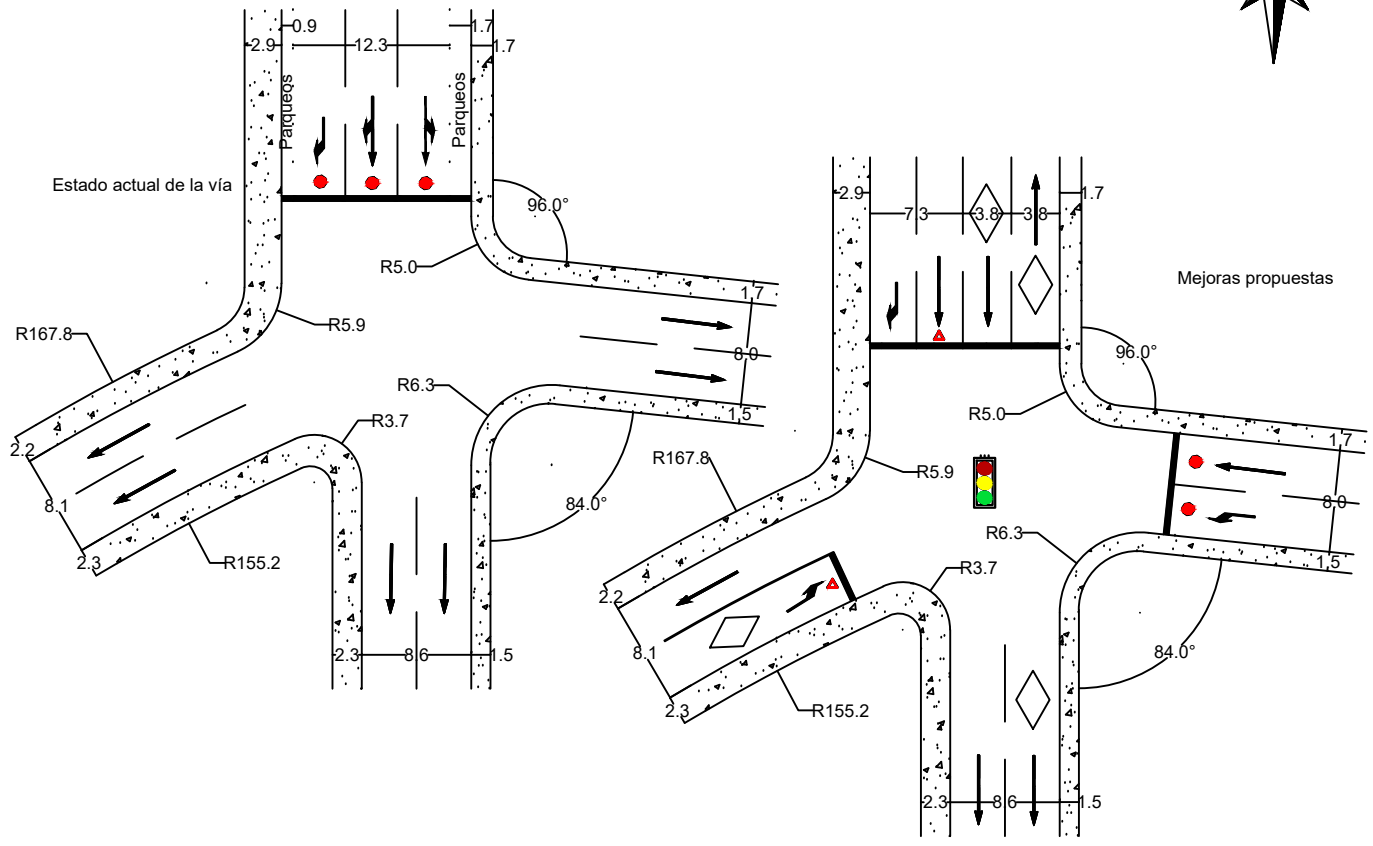 0.9
1.7
2.9
12.3
1.7
Parqueos
Parqueos
Estado actual de la vía
96.0°
R5.0
1.7
R167.8
R5.9
8.0
R6.3
R3.7
1.5
2.2
8.1
84.0°
2.3
R155.2
2.3
8.6
1.5
2.9
1.7
7.3
3.8
3.8
Mejoras propuestas
96.0°
R5.0
1.7
R167.8
R5.9
8.0
R6.3
R3.7
1.5
2.2
8.1
84.0°
2.3
R155.2
2.3
8.6
1.5